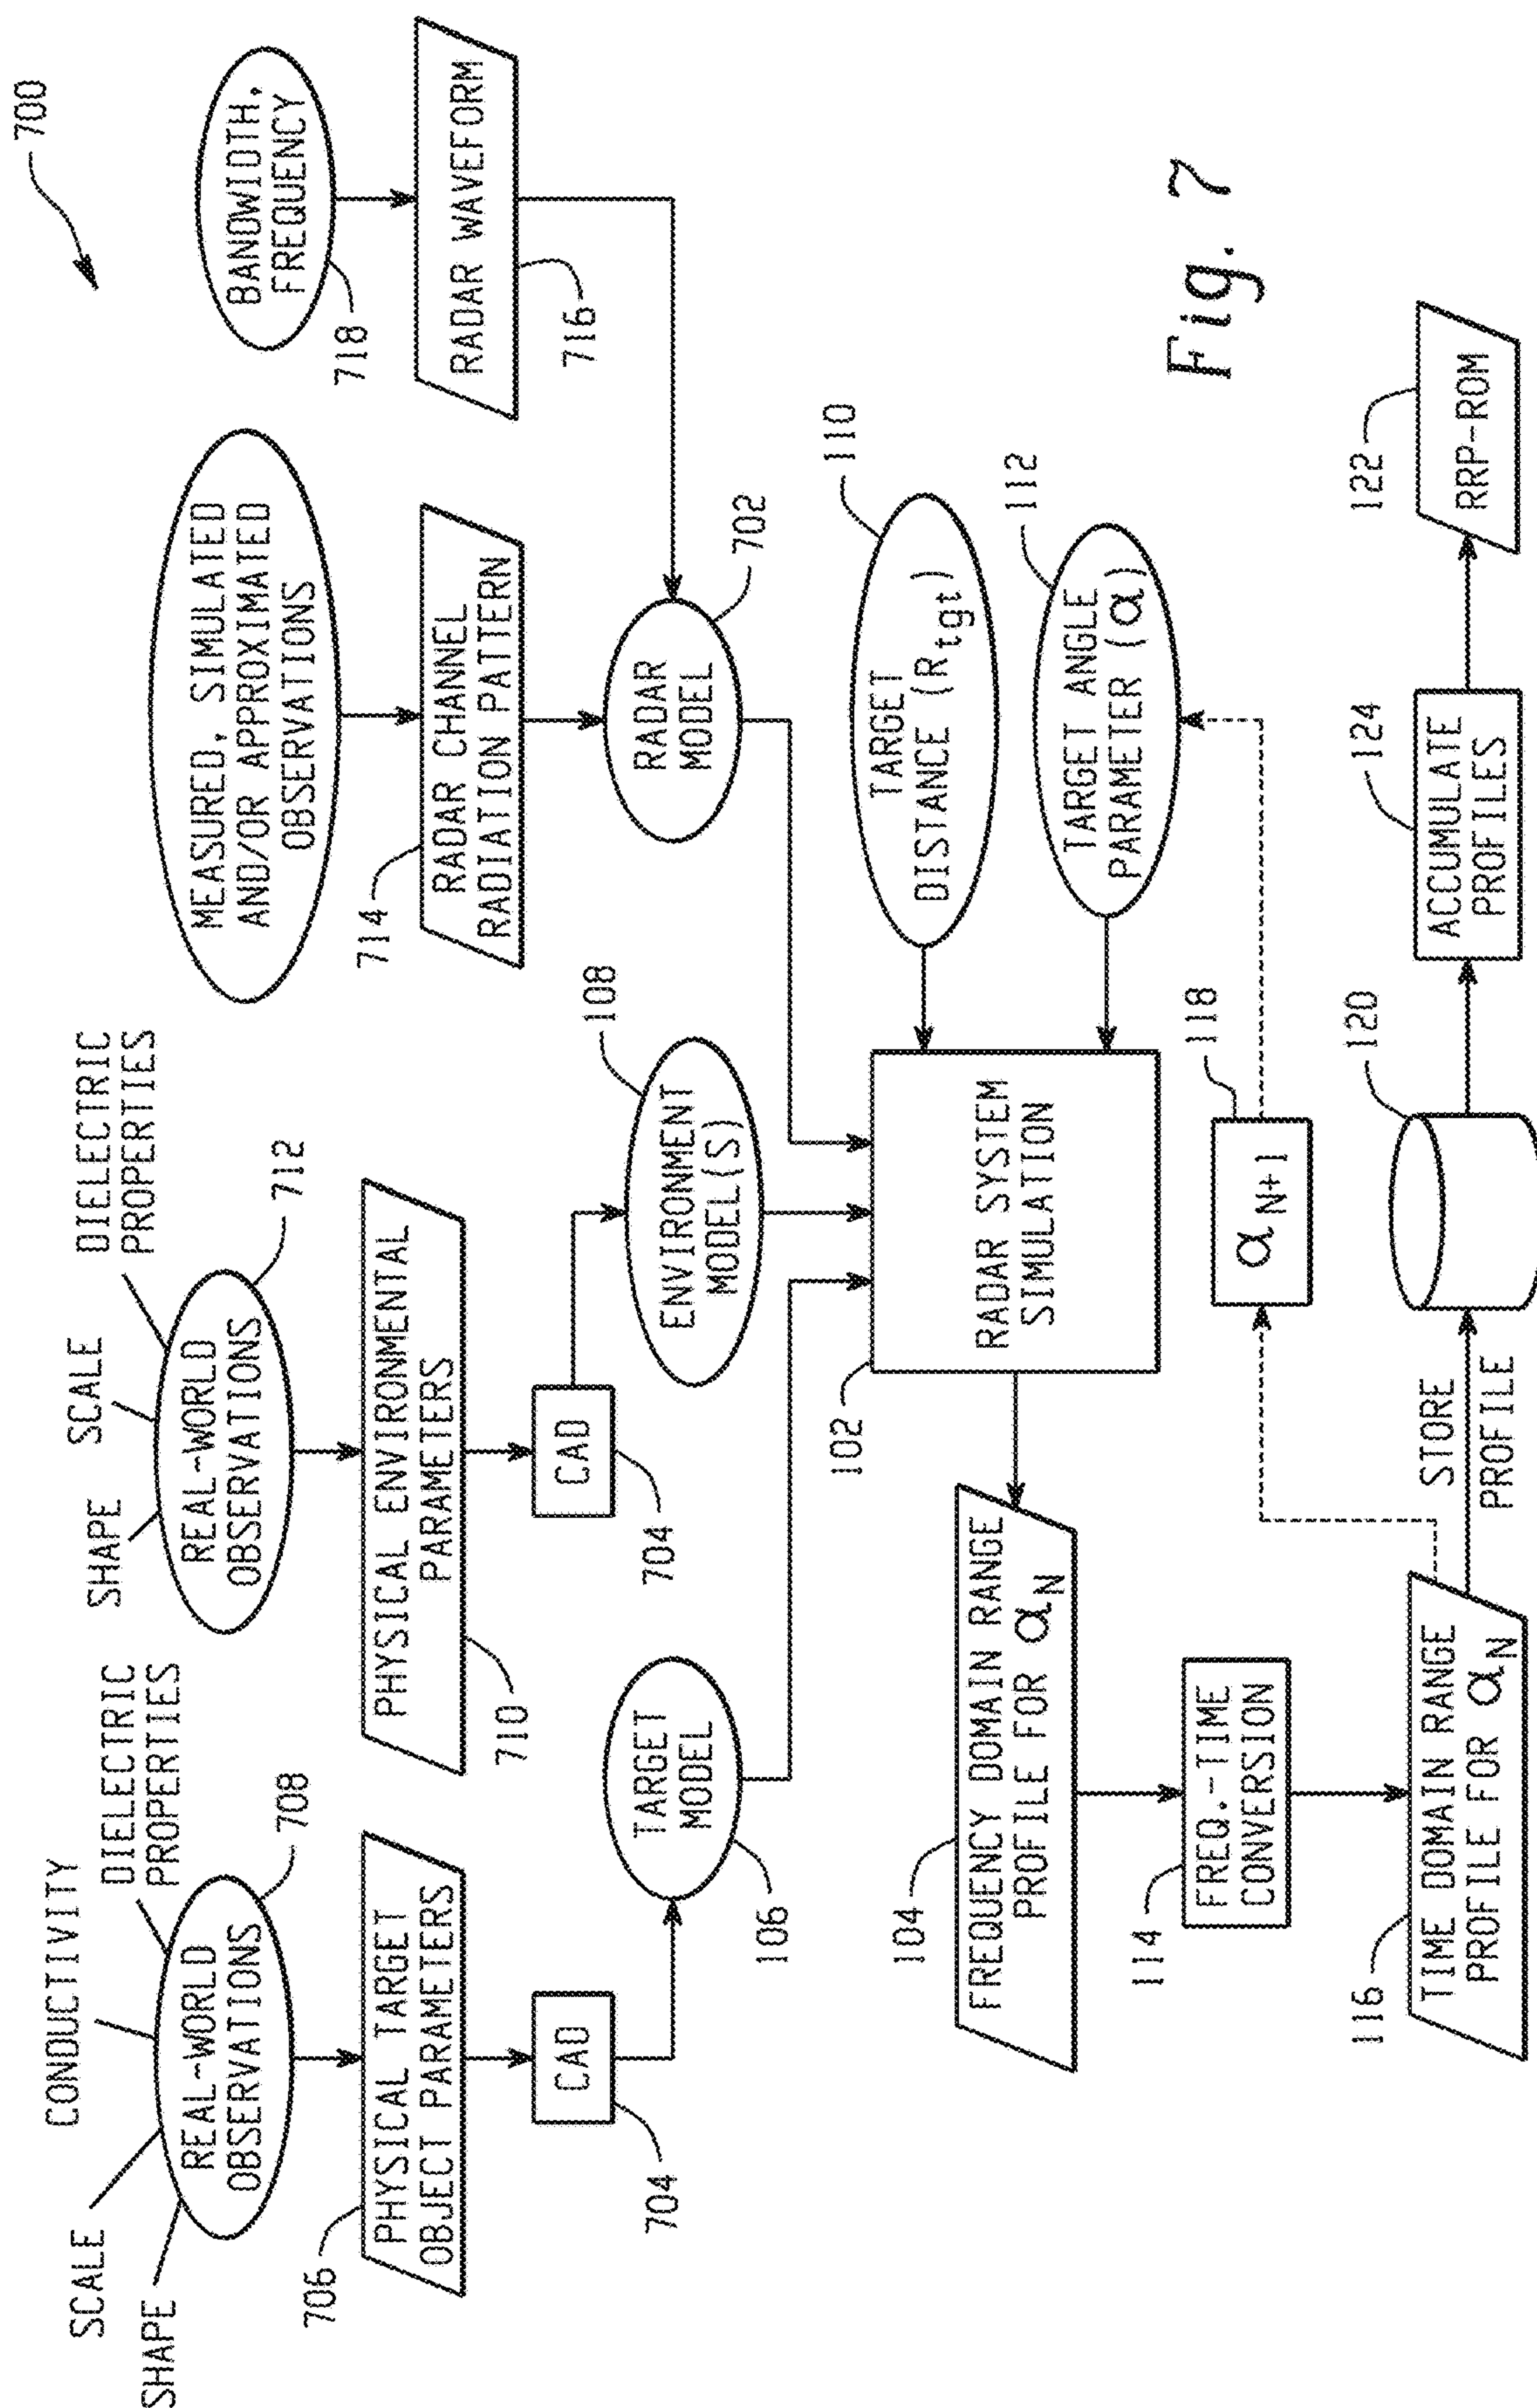 700
SCALE
SHAPE
CONDUCTIVITY
DIELECTRIC
PROPERTIES
REAL-WORLD
OBSERVATIONS
708
PHYSICAL TARGET
OBJECT PARAMETERS
706
CAD
704
TARGET
MODEL
106
SHAPE
SCALE
DIELECTRIC
PROPERTIES
REAL-WORLD
OBSERVATIONS
712
PHYSICAL ENVIRONMENTAL
PARAMETERS
710
CAD
704
ENVIRONMENT
MODEL(S)
108
MEASURED, SIMULATED
AND/OR APPROXIMATED
OBSERVATIONS
714
RADAR CHANNEL
RADIATION PATTERN
BANDWIDTH,
FREQUENCY
718
RADAR WAVEFORM
716
RADAR
MODEL
702
102
RADAR SYSTEM
SIMULATION
TARGET
DISTANCE (Rtgt)
110
TARGET ANGLE
PARAMETER (α)
112
104
FREQUENCY DOMAIN RANGE
PROFILE FOR αN
114
FREQ.-TIME
CONVERSION
116
TIME DOMAIN RANGE
PROFILE FOR αN
118
αN+1
STORE
PROFILE
120
124
ACCUMULATE
PROFILES
122
RRP-ROM
Fig. 7